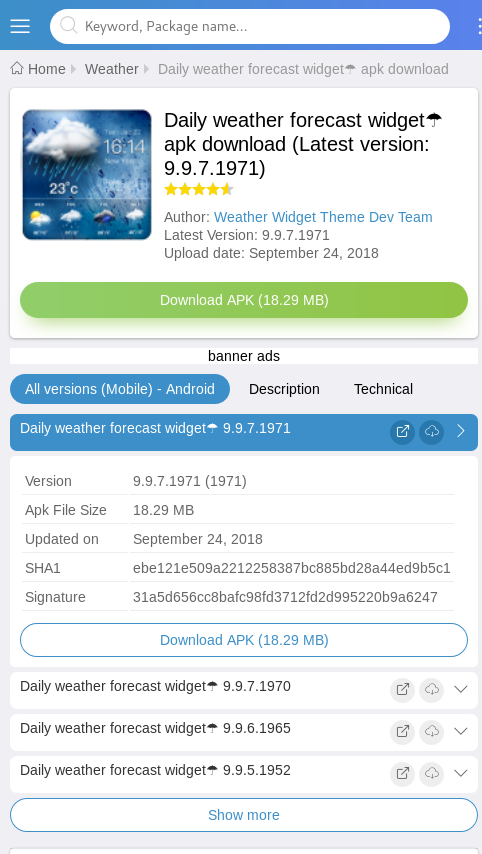 Keyword, Package name...
Home Weather Daily weather forecast widget☂ apk download
Daily weather forecast widget☂
apk download (Latest version:
9.9.7.1971)
Author: Weather Widget Theme Dev Team
Latest Version: 9.9.7.1971
Upload date: September 24, 2018
16:14
23°c
Download APK (18.29 MB)
banner ads
All versions (Mobile) - Android Description Technical
Daily weather forecast widget☂ 9.9.7.1971
Version 9.9.7.1971 (1971)
Apk File Size 18.29 MB
Updated on September 24, 2018
SHA1 ebe121e509a2212258387bc885bd28a44ed9b5c1
Signature 31a5d656cc8bafc98fd3712fd2d995220b9a6247
Download APK (18.29 MB)
Daily weather forecast widget☂ 9.9.7.1970
Daily weather forecast widget☂ 9.9.6.1965
Daily weather forecast widget☂ 9.9.5.1952
Show more